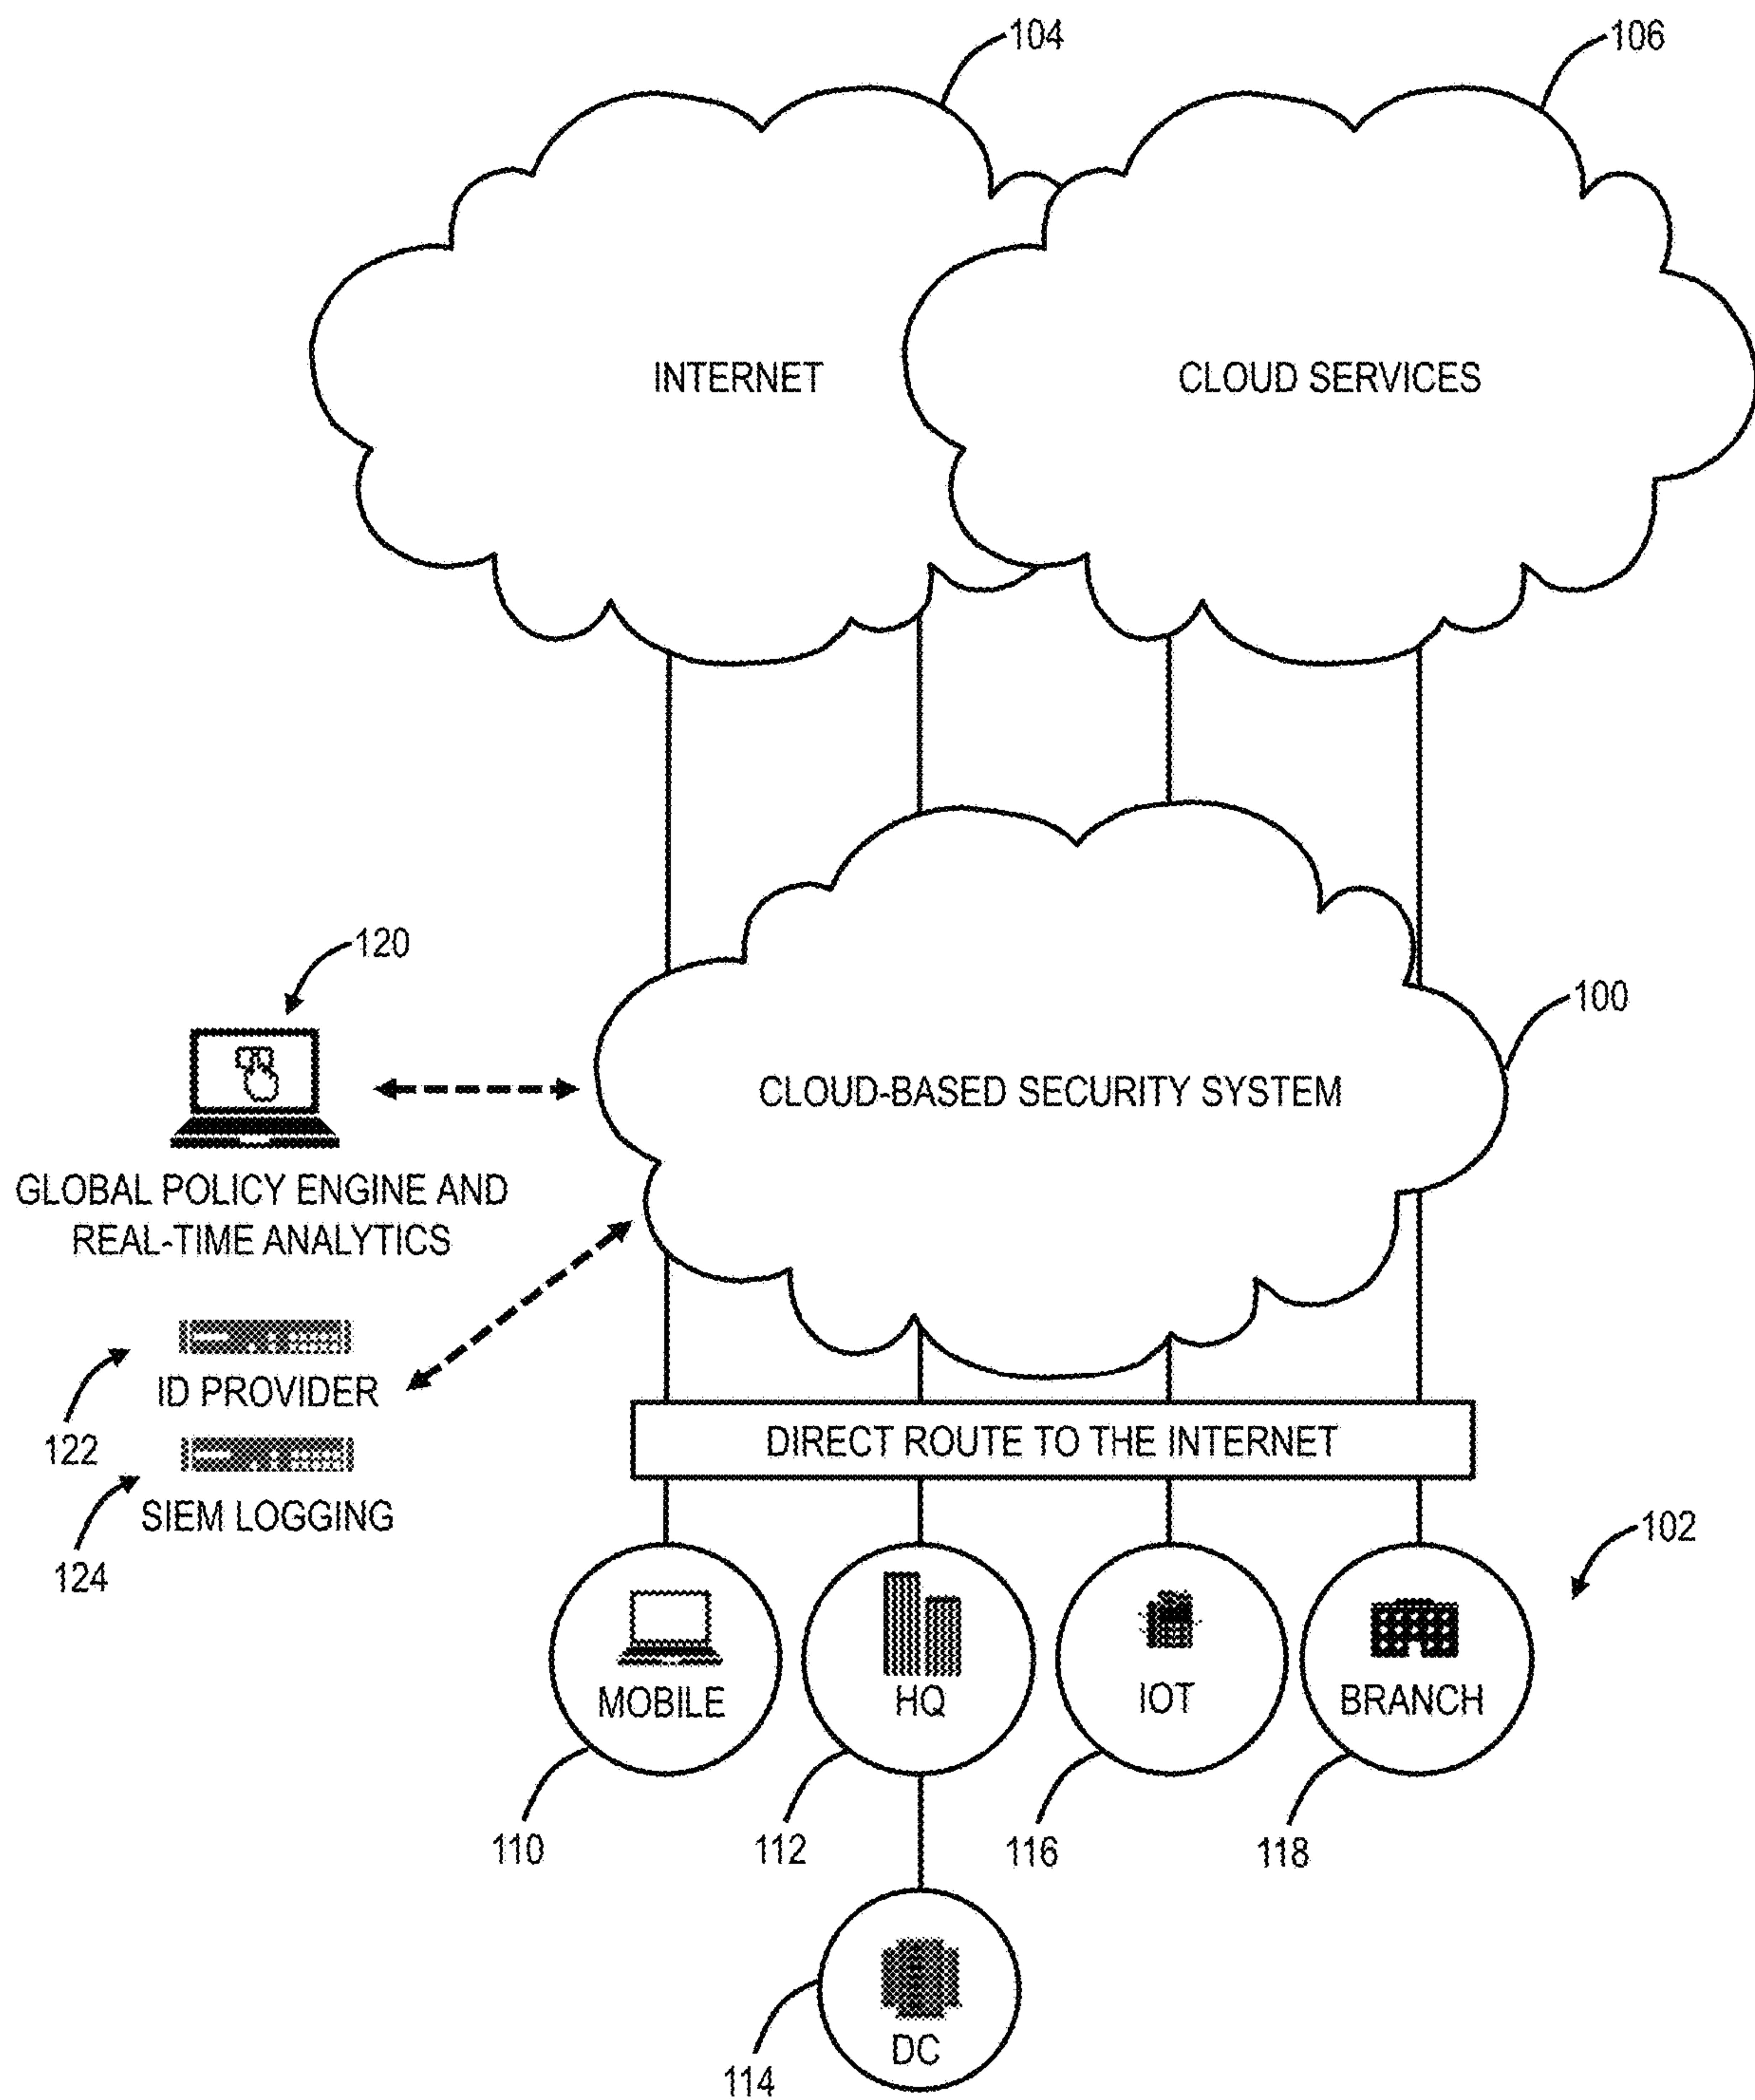 104
106
INTERNET
CLOUD SERVICES
120
100
CLOUD-BASED SECURITY SYSTEM
GLOBAL POLICY ENGINE AND
REAL-TIME ANALYTICS
ID PROVIDER
122
DIRECT ROUTE TO THE INTERNET
SIEM LOGGING
124
102
MOBILE
HQ
IOT
BRANCH
110
112
116
118
DC
114